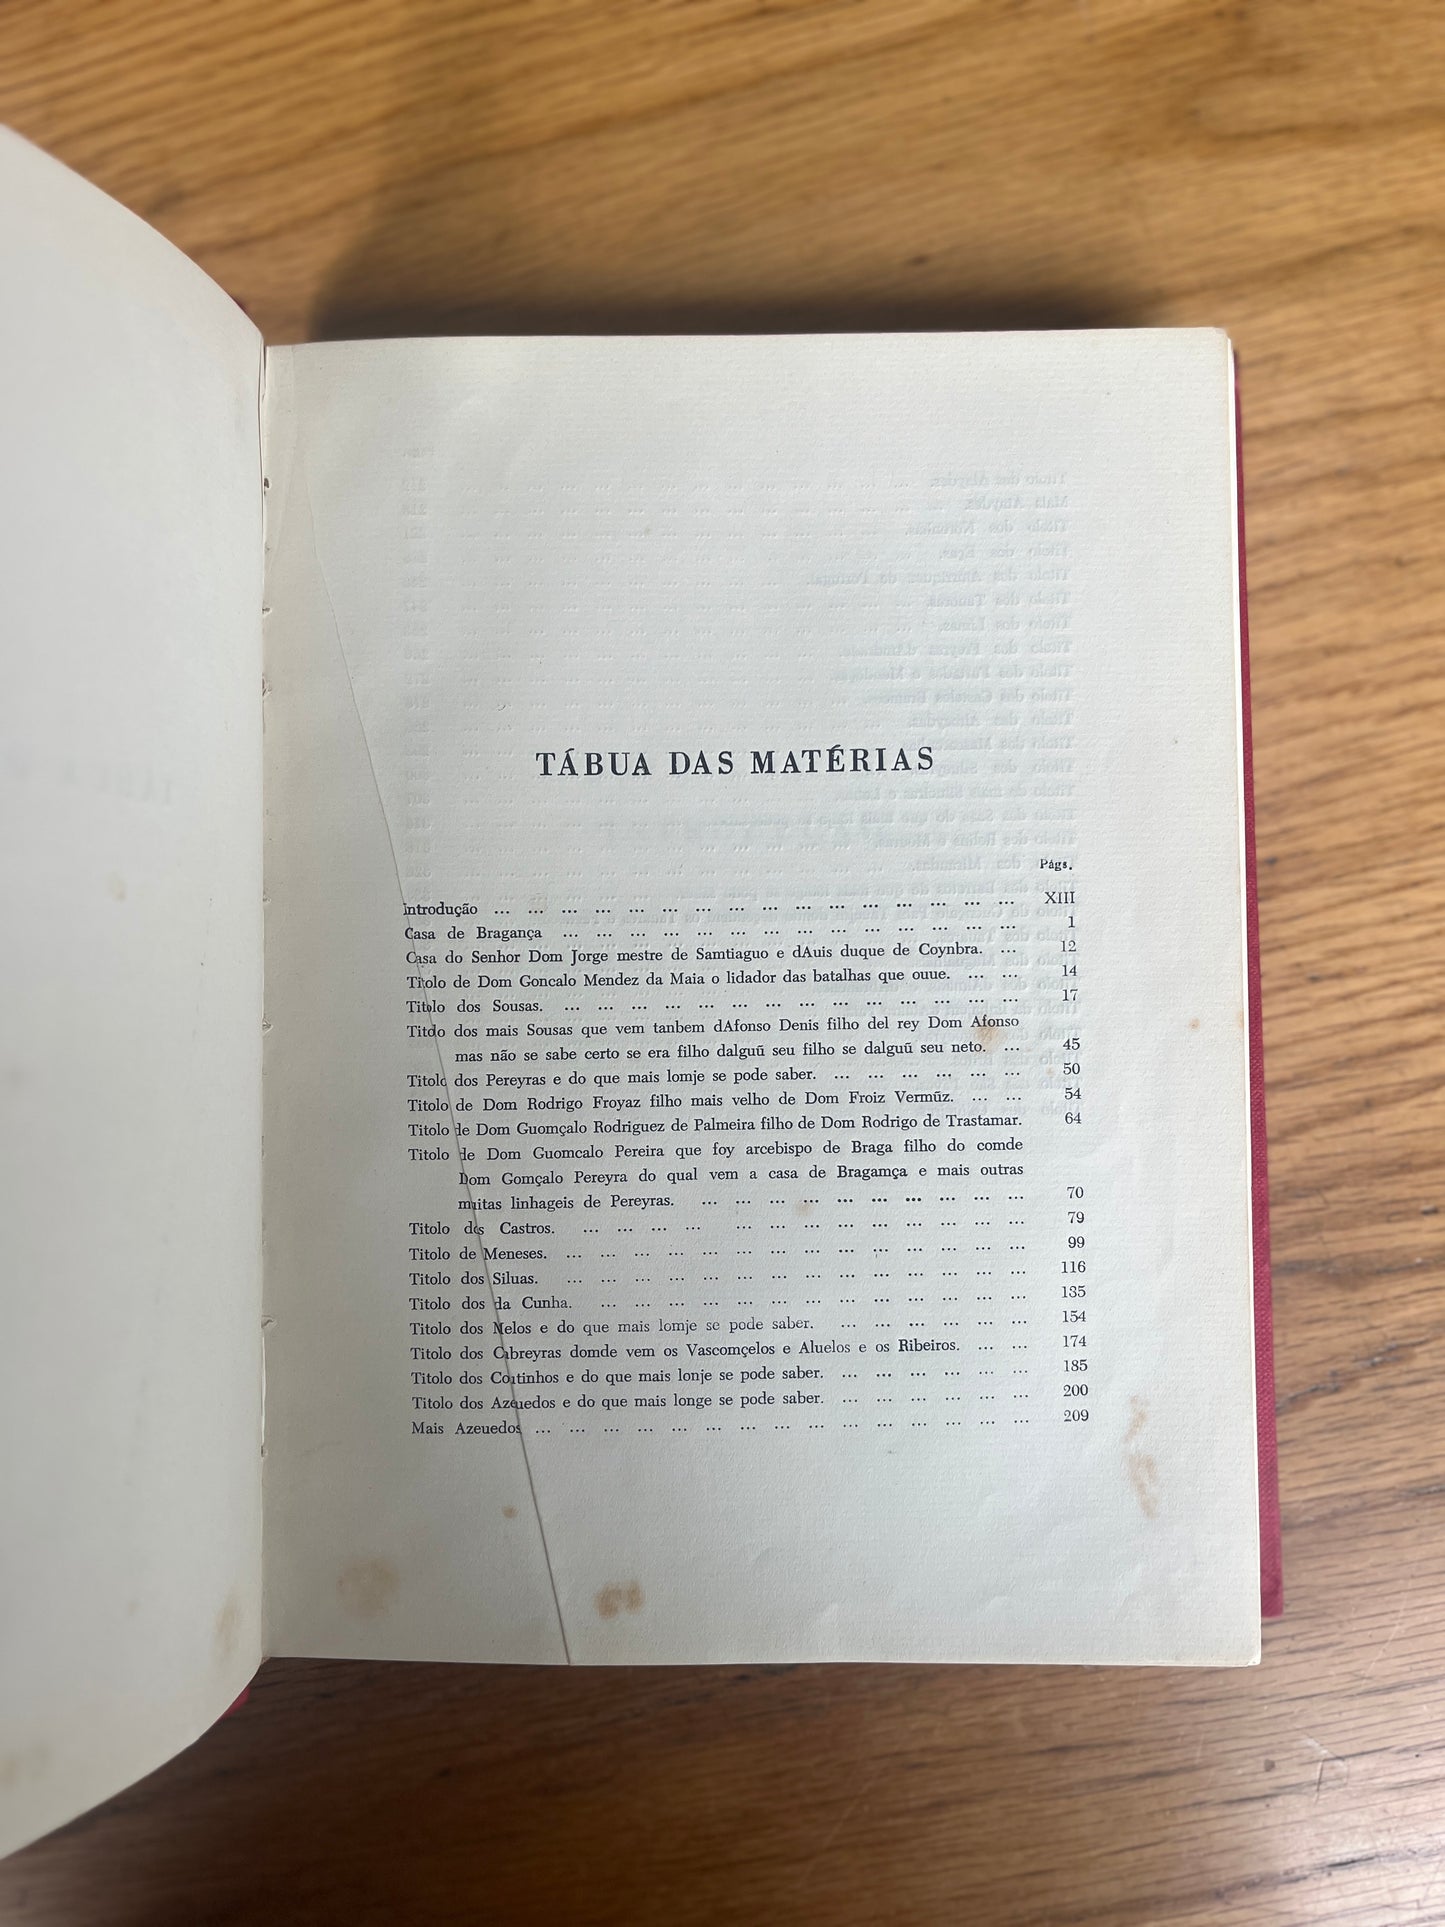 TÁBUA DAS MATÉRIAS
Págs.
Introdução ... ... ... ... ... ... ... ... ... ... ... ... ... ... ... ... XIII
Casa de Bragança ... ... ... ... ... ... ... ... ... ... ... ... ... ... 1
Casa do Senhor Dom Jorge mestre de Samtiaguo e dAuis duque de Coynbra. ... 12
Titolo de Dom Goncalo Mendez da Maia o lidador das batalhas que ouue. ... ... 14
Titolo dos Sousas. ... ... ... ... ... ... ... ... ... ... ... ... ... ... 17
Titolo dos mais Sousas que vem tanbem dAfonso Denis filho del rey Dom Afonso
mas não se sabe certo se era filho dalguũ seu filho se dalguũ seu neto. ... 45
Titolo dos Pereyras e do que mais lomje se pode saber. ... ... ... ... ... ... 50
Titolo de Dom Rodrigo Froyaz filho mais velho de Dom Froiz Vermũz. ... ... 54
Titolo de Dom Guomçalo Rodriguez de Palmeira filho de Dom Rodrigo de Trastamar. 64
Titolo de Dom Guomcalo Pereira que foy arcebispo de Braga filho do comde
Dom Gomçalo Pereyra do qual vem a casa de Bragamça e mais outras
muitas linhageis de Pereyras. ... ... ... ... ... ... ... ... ... ... 70
Titolo dos Castros. ... ... ... ... ... ... ... ... ... ... ... ... ... 79
Titolo de Meneses. ... ... ... ... ... ... ... ... ... ... ... ... ... ... 99
Titolo dos Siluas. ... ... ... ... ... ... ... ... ... ... ... ... ... ... 116
Titolo dos da Cunha. ... ... ... ... ... ... ... ... ... ... ... ... ... 135
Titolo dos Melos e do que mais lomje se pode saber. ... ... ... ... ... ... 154
Titolo dos Cabreyras domde vem os Vascomçelos e Aluelos e os Ribeiros. ... ... 174
Titolo dos Coutinhos e do que mais lonje se pode saber. ... ... ... ... ... ... 185
Titolo dos Azeuedos e do que mais longe se pode saber. ... ... ... ... ... ... 200
Mais Azeuedos ... ... ... ... ... ... ... ... ... ... ... ... ... ... ... 209